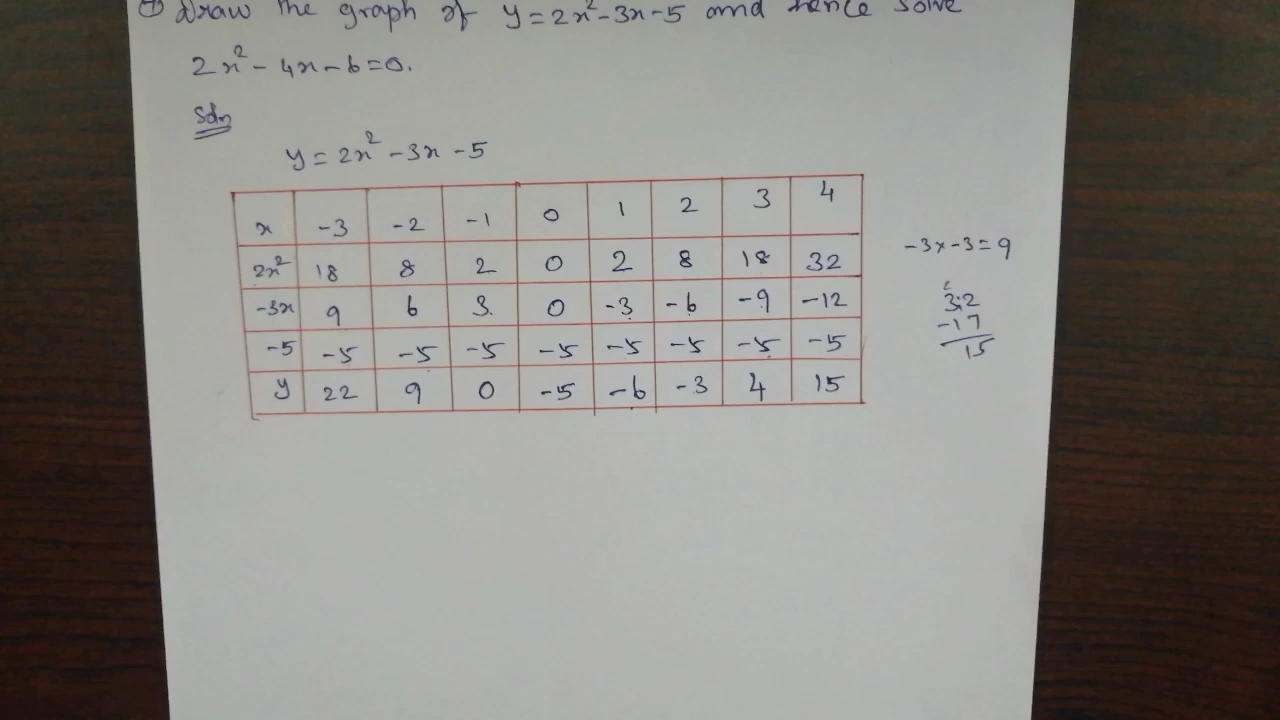 Draw the graph of y=2x²-3x-5 and hence solve
2x²-4x-6=0.
Soln
y=2x²-3x-5
x -3 -2 -1 0 1 2 3 4
2x² 18 8 2 0 2 8 18 32
-3x 9 6 3 0 -3 -6 -9 -12
-5 -5 -5 -5 -5 -5 -5 -5 -5
y 22 9 0 -5 -6 -3 4 15
-3x-3=9
32
-17
15